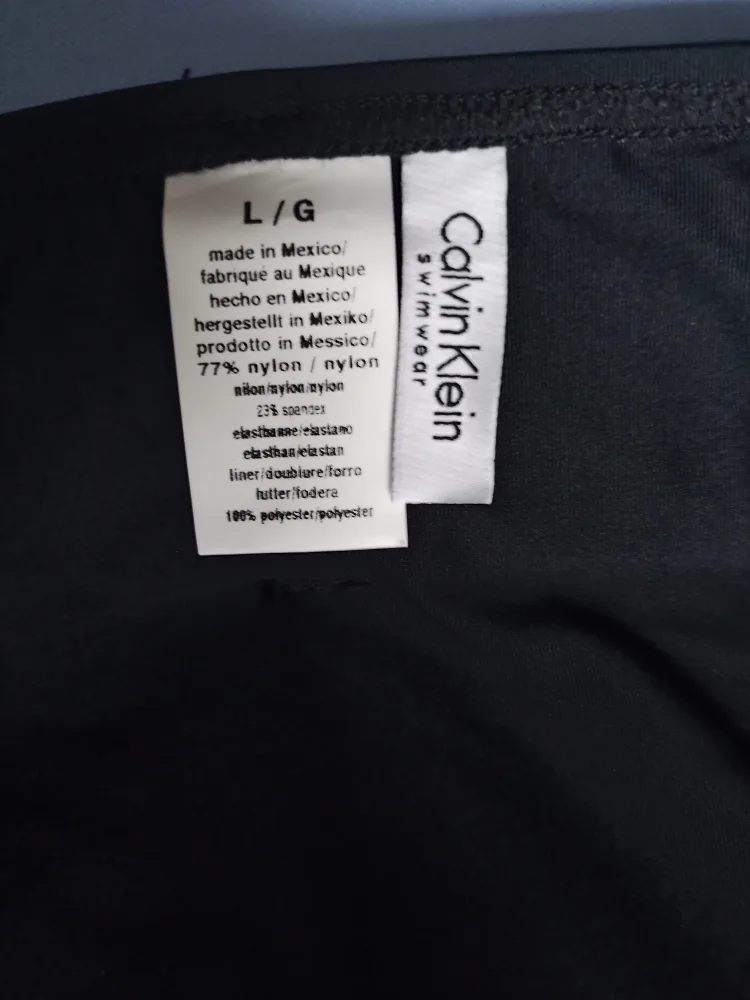 L / G
made in Mexico/
fabriqué au Mexique
hecho en Mexico/
hergestellt in Mexiko/
prodotto in Messico/
77% nylon / nylon
nilon/nylon/nylon
23% spandex
elasthanne/elastano
elasthan/elastan
liner/doublure/forro
futter/fodera
100% polyester/polyester
Calvin Klein
swimwear